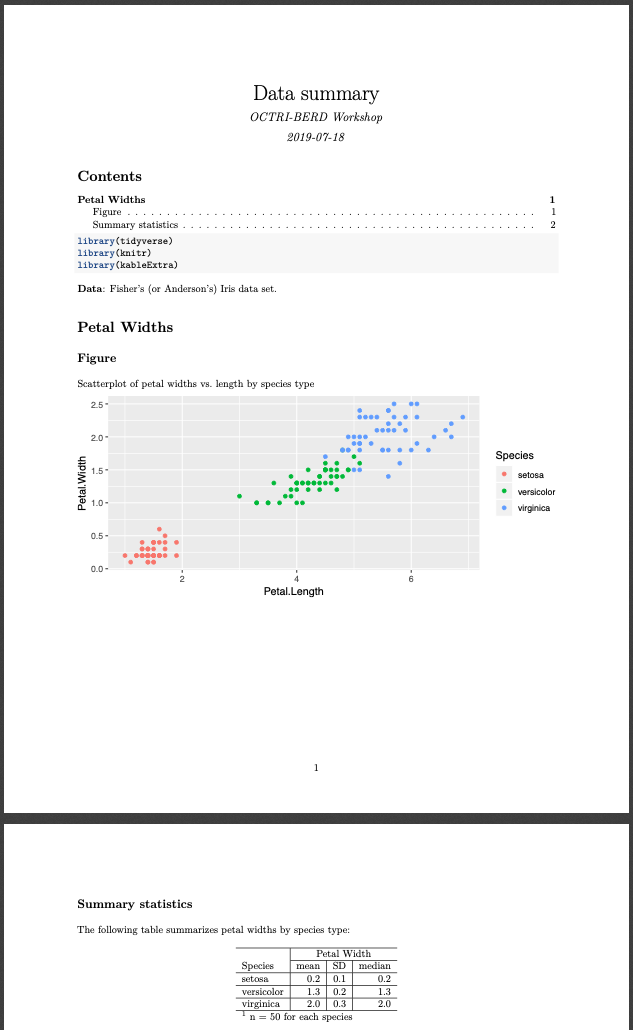 Data summary
OCTRI-BERD Workshop
2019-07-18
Contents
Petal Widths 1
Figure . . . . . . . . . . . . . . . . . . . . . . . . . . . . . . . . . . . . . . . . . . . . . . . . . . . . 1
Summary statistics . . . . . . . . . . . . . . . . . . . . . . . . . . . . . . . . . . . . . . . . . . . . . 2
library(tidyverse)
library(knitr)
library(kableExtra)
Data: Fisher's (or Anderson's) Iris data set.
Petal Widths
Figure
Scatterplot of petal widths vs. length by species type
2.5
2.0
1.5
1.0
0.5
0.0
Petal.Width
2 4 6
Petal.Length
Species
setosa
versicolor
virginica
1
Summary statistics
The following table summarizes petal widths by species type:
Petal Width
Species mean SD median
setosa 0.2 0.1 0.2
versicolor 1.3 0.2 1.3
virginica 2.0 0.3 2.0
1 n = 50 for each species